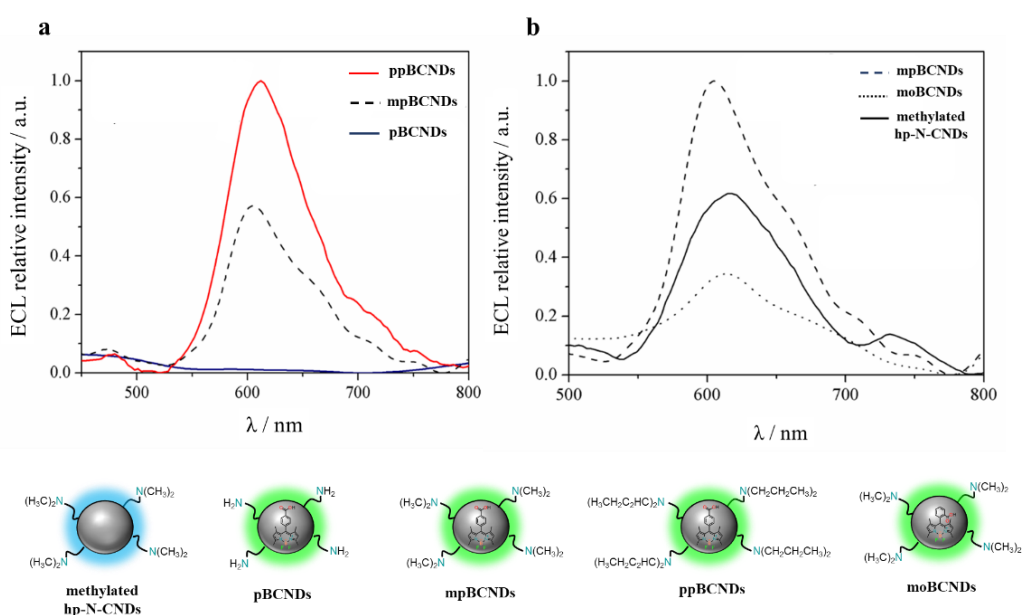 a
ECL relative intensity / a.u.
1.0
0.8
0.6
0.4
0.2
0.0
500
600
700
800
λ / nm
ppBCNDs
mpBCNDs
pBCNDs
b
ECL relative intensity / a.u.
1.0
0.8
0.6
0.4
0.2
0.0
500
600
700
800
λ / nm
mpBCNDs
moBCNDs
methylated
hp-N-CNDs
(H₃C)₂N
N(CH₃)₂
(H₃C)₂N
N(CH₃)₂
methylated
hp-N-CNDs
H₂N
NH₂
H₂N
NH₂
pBCNDs
(H₃C)₂N
N(CH₃)₂
(H₃C)₂N
N(CH₃)₂
mpBCNDs
(H₃CH₂C₂HC)₂N
N(CH₂CH₂CH₃)₂
(H₃CH₂C₂HC)₂N
N(CH₂CH₂CH₃)₂
ppBCNDs
(H₃C)₂N
N(CH₃)₂
(H₃C)₂N
N(CH₃)₂
moBCNDs